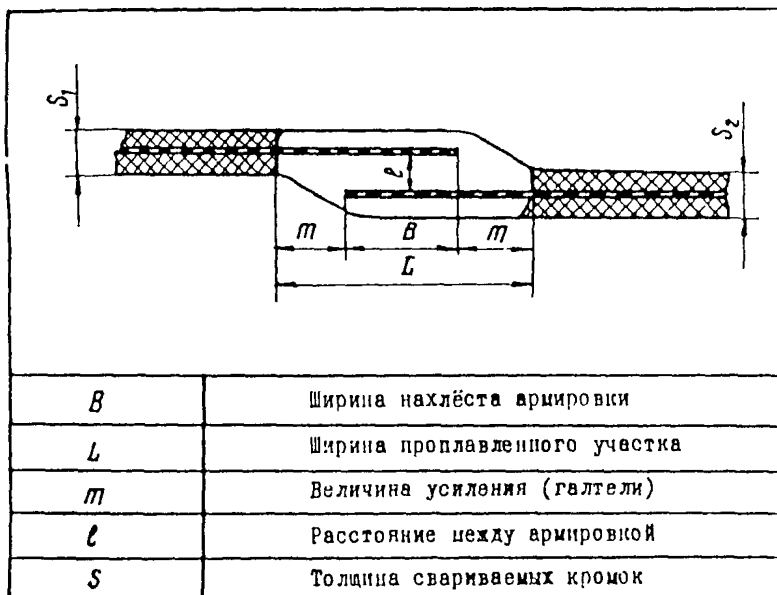 S₁
S₂
ℓ
m B m
L
B Ширина нахлёста армировки
L Ширина проплавленного участка
m Величина усиления (галтели)
ℓ Расстояние между армировкой
S Толщина свариваемых кромок